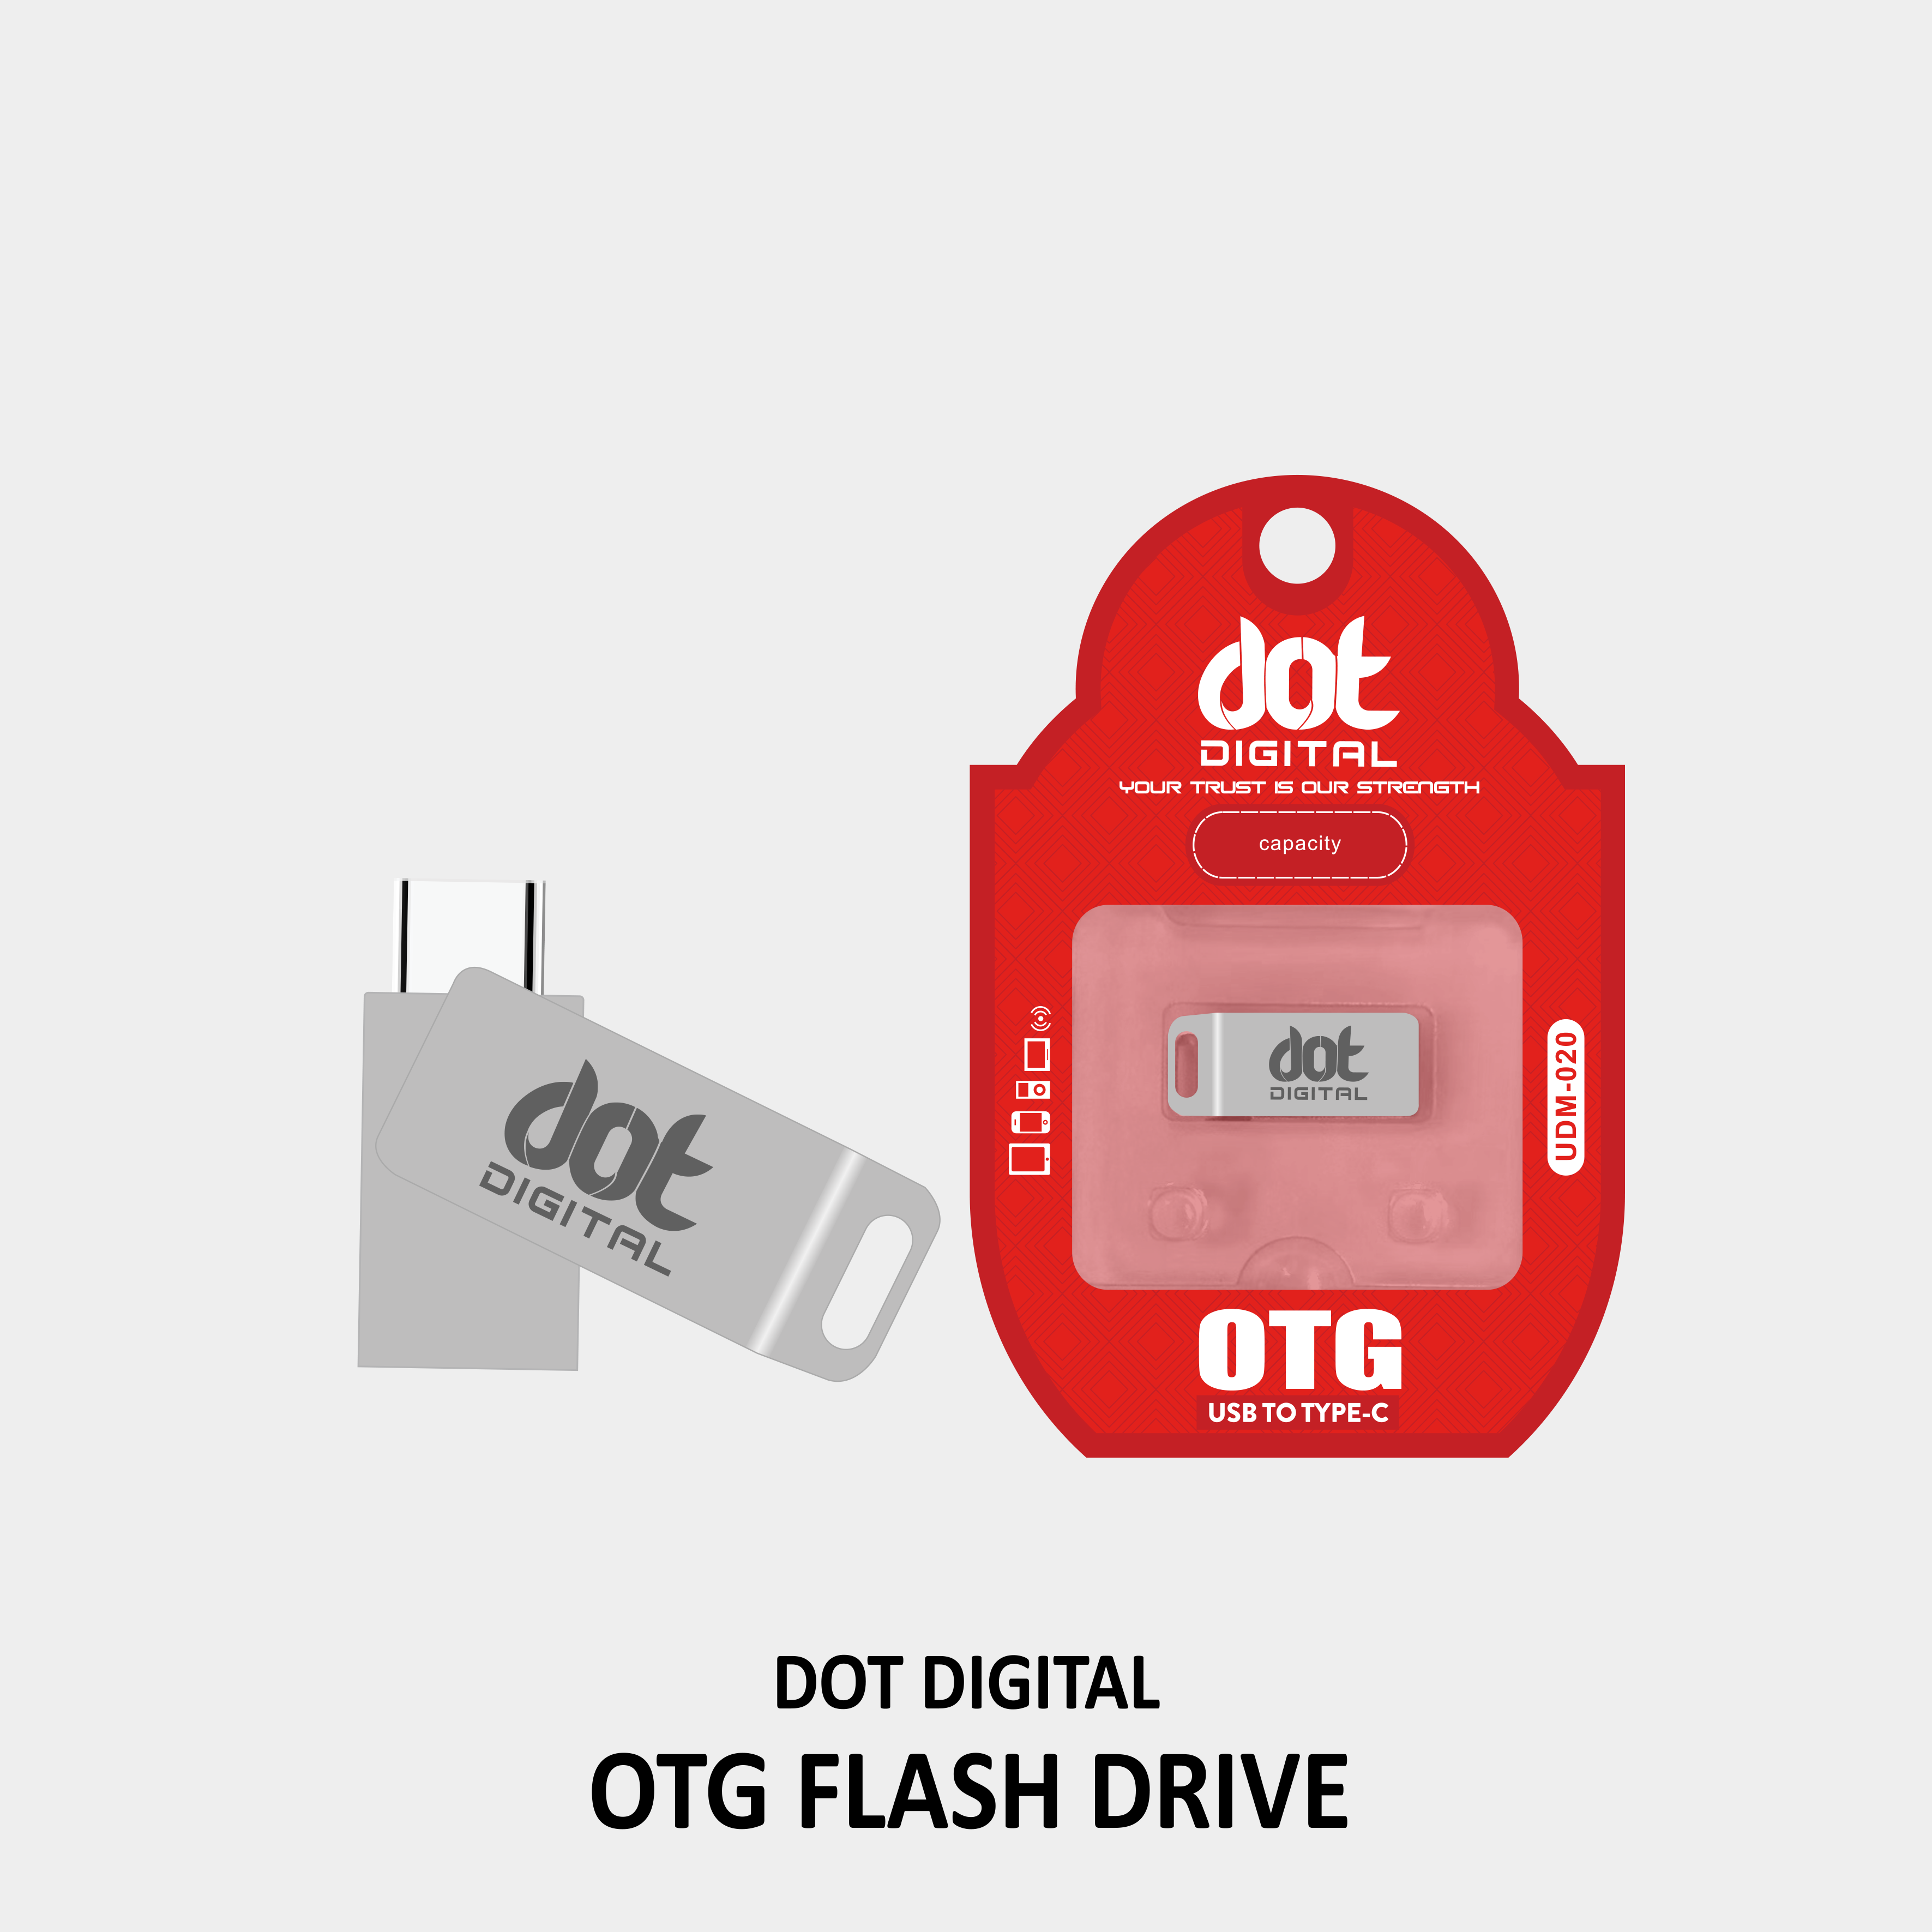 dot
DIGITAL
YOUR TRUST IS OUR STRENGTH
capacity
dot
DIGITAL
UDM-020
OTG
USB TO TYPE-C
dot
DIGITAL
DOT DIGITAL
OTG FLASH DRIVE